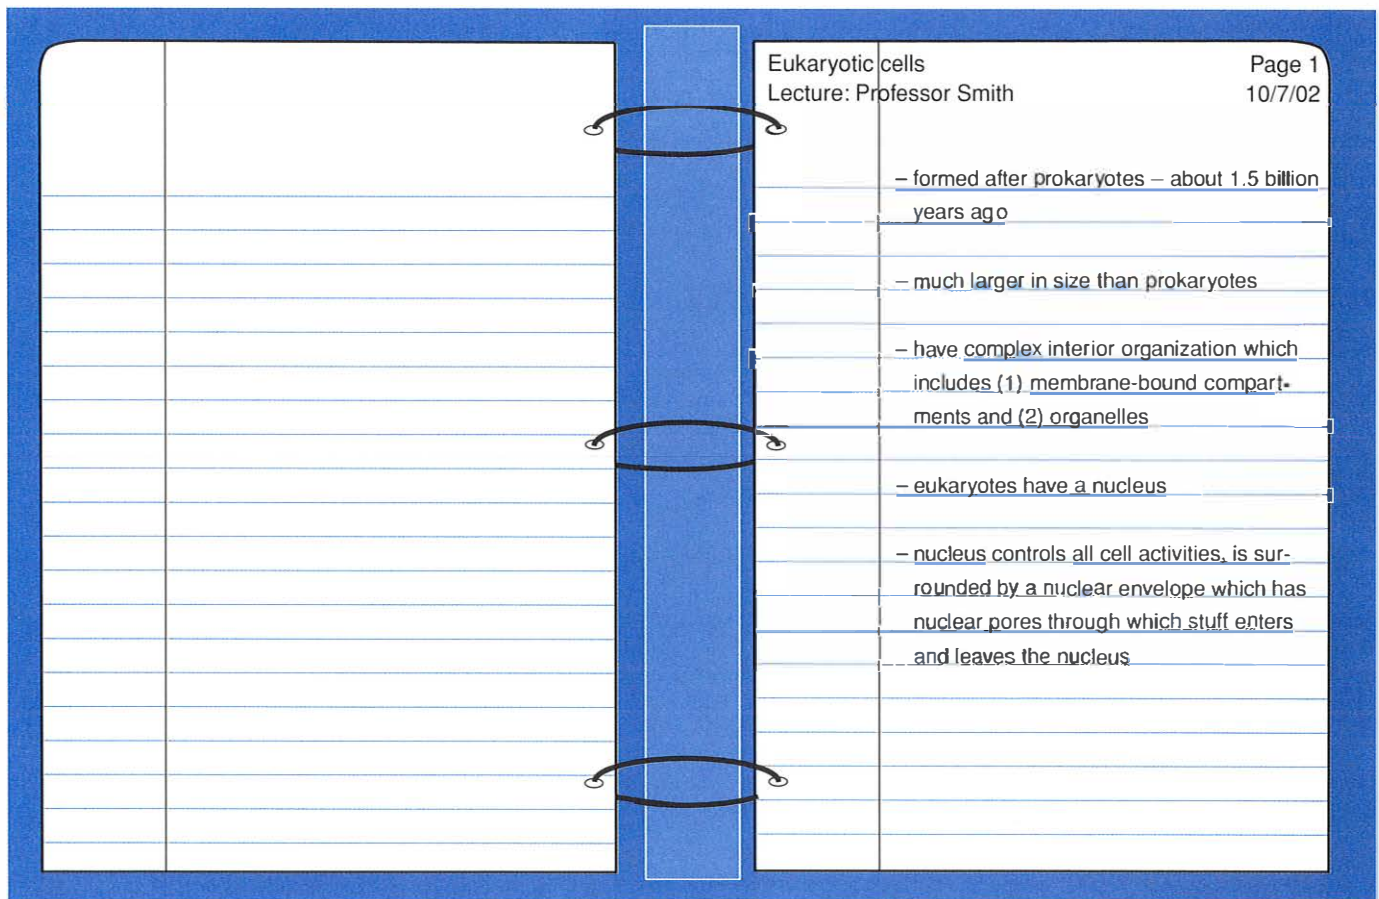 Eukaryotic cells
Page 1
Lecture: Professor Smith
10/7/02
– formed after prokaryotes – about 1.5 billion
years ago
– much larger in size than prokaryotes
– have complex interior organization which
includes (1) membrane-bound compart-
ments and (2) organelles
– eukaryotes have a nucleus
– nucleus controls all cell activities, is sur-
rounded by a nuclear envelope which has
nuclear pores through which stuff enters
and leaves the nucleus